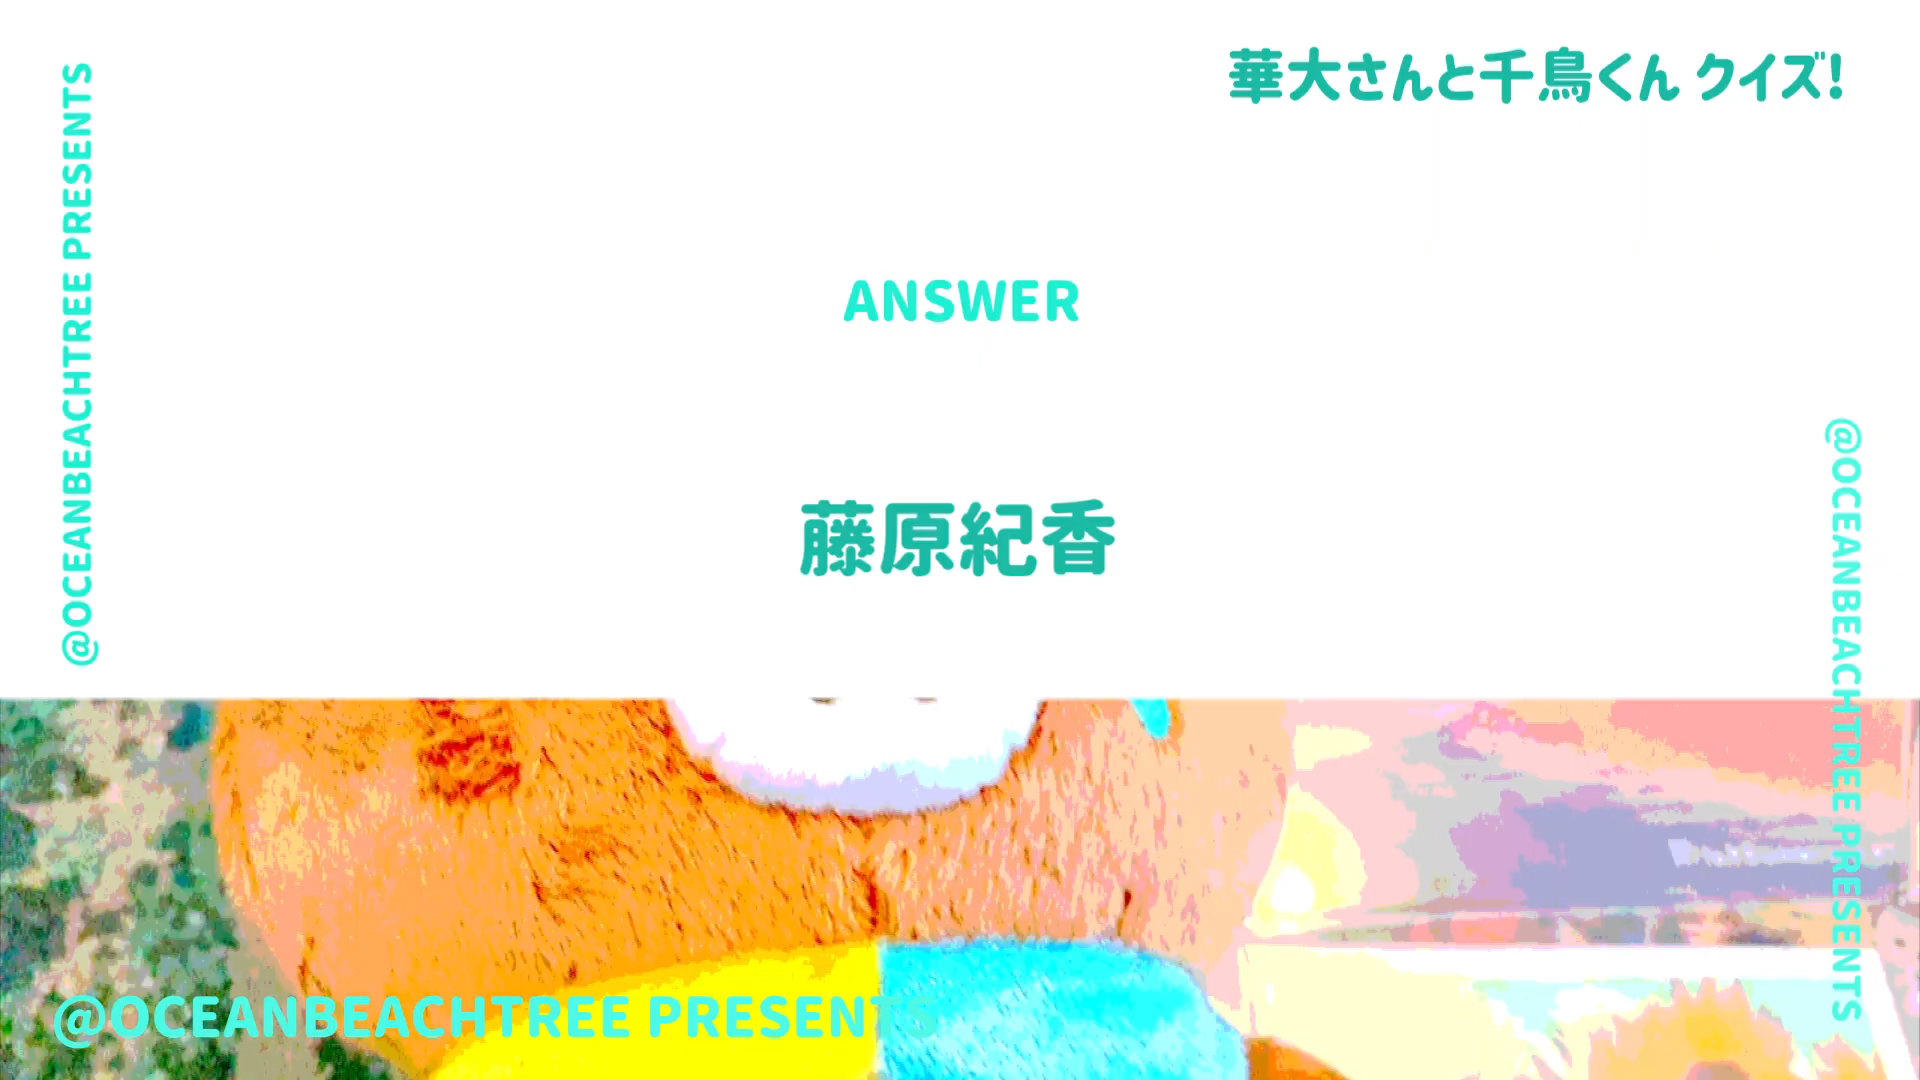 華大さんと千鳥くん クイズ!
@OCEANBEACHTREE PRESENTS
ANSWER
藤原紀香
@OCEANBEACHTREE PRESENTS
@OCEANBEACHTREE PRESENTS